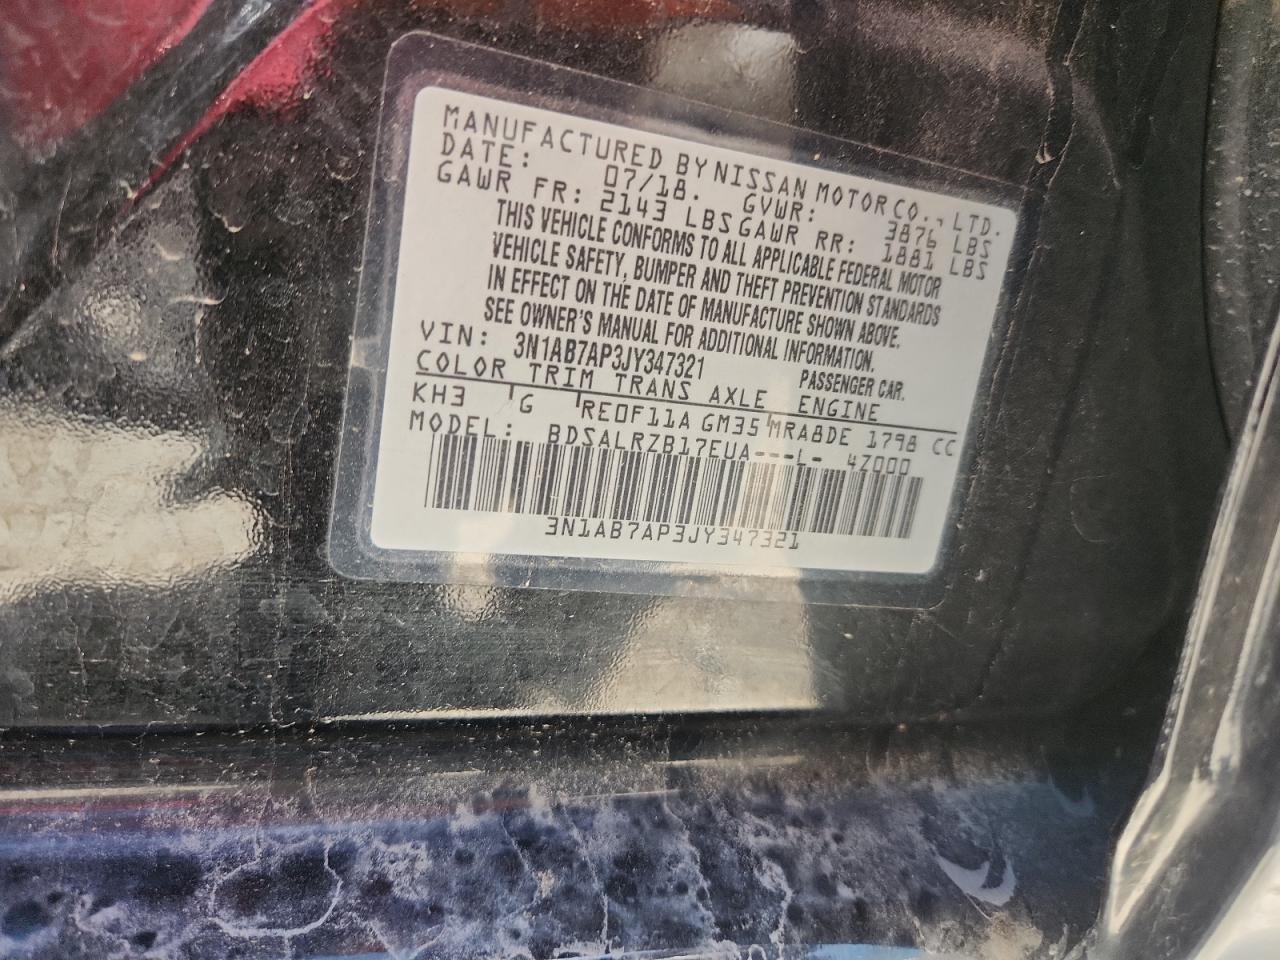 MANUFACTURED BY NISSAN MOTOR CO., LTD.
DATE: 07/18. GVWR: 3876 LBS
GAWR FR: 2143 LBS GAWR RR: 1881 LBS
THIS VEHICLE CONFORMS TO ALL APPLICABLE FEDERAL MOTOR
VEHICLE SAFETY, BUMPER AND THEFT PREVENTION STANDARDS
IN EFFECT ON THE DATE OF MANUFACTURE SHOWN ABOVE.
SEE OWNER'S MANUAL FOR ADDITIONAL INFORMATION.
VIN: 3N1AB7AP3JY347321 PASSENGER CAR.
COLOR TRIM TRANS AXLE ENGINE
KH3 G RE0F11A GM35 MRA8DE 1798 CC
MODEL: BDSALRZB17EUA---L- 4Z000
3N1AB7AP3JY347321